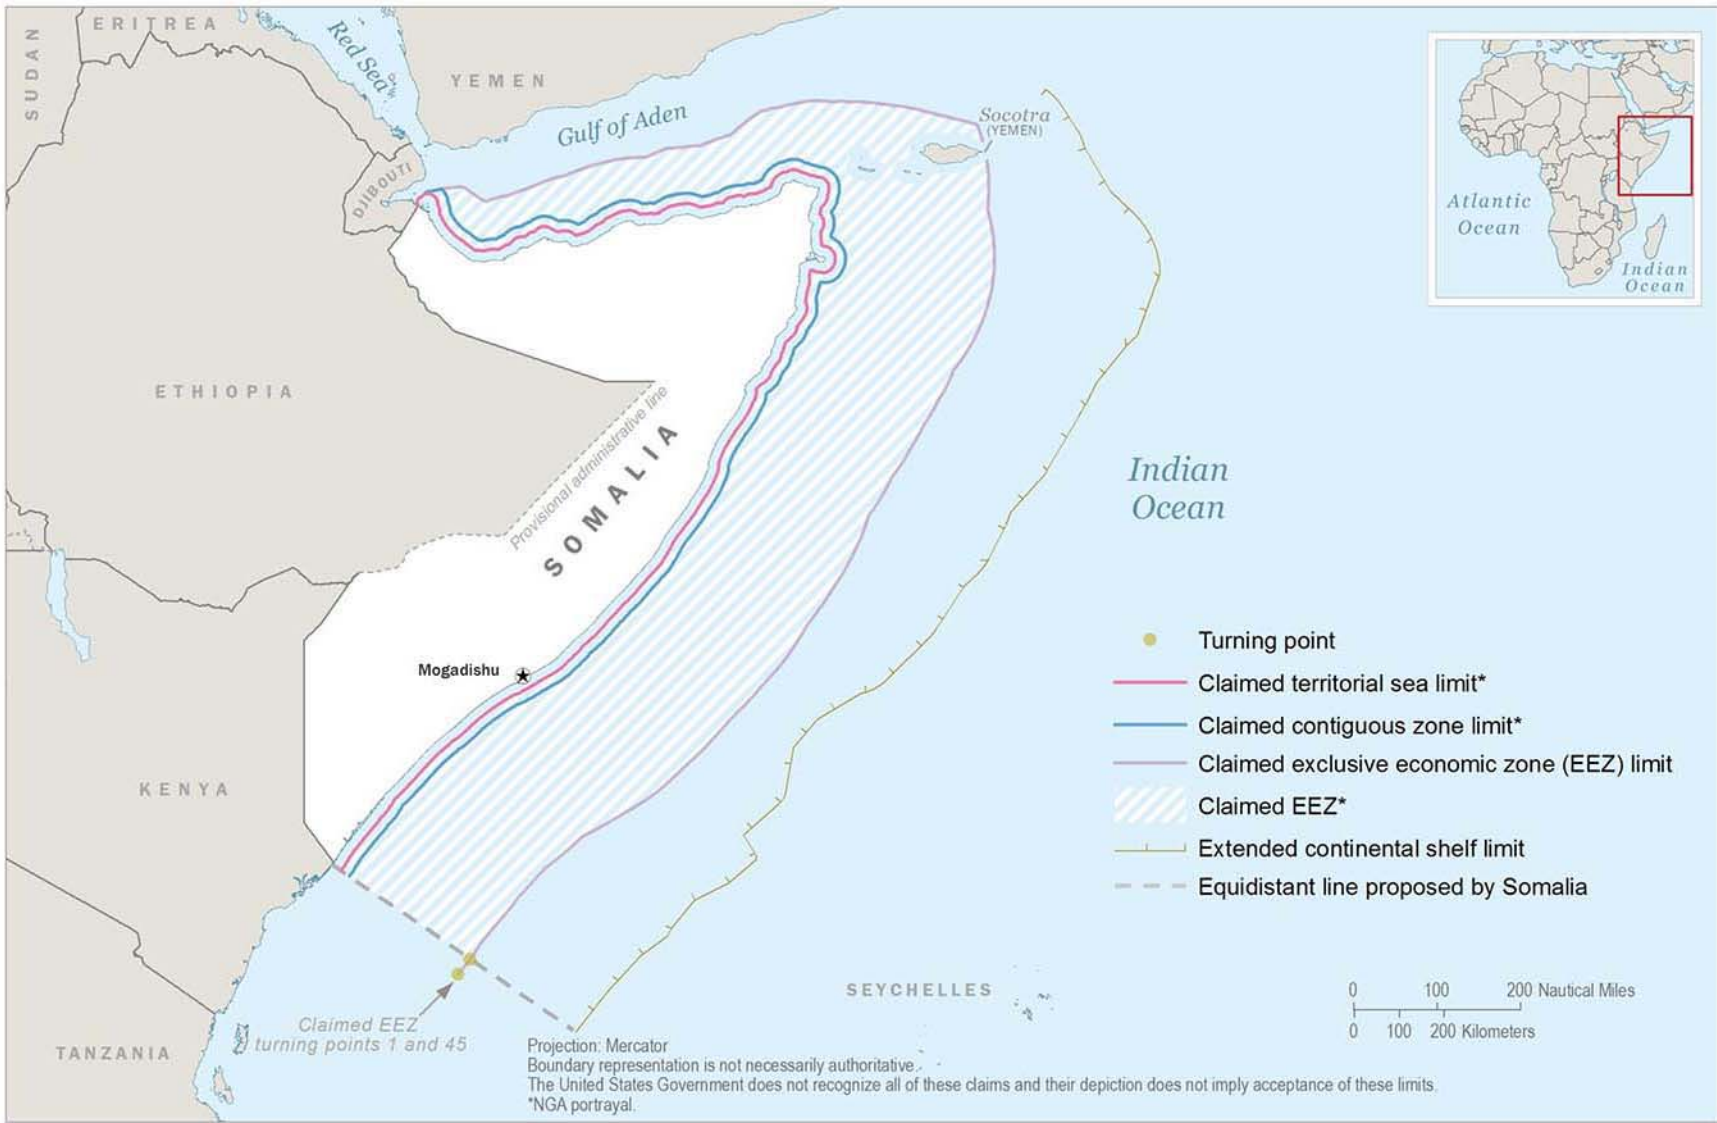 SUDAN
ERITREA
Red Sea
YEMEN
Gulf of Aden
Socotra
(YEMEN)
DJIBOUTI
Atlantic
Ocean
Indian
Ocean
ETHIOPIA
Provisional administrative line
SOMALIA
Indian
Ocean
Mogadishu
KENYA
Turning point
Claimed territorial sea limit*
Claimed contiguous zone limit*
Claimed exclusive economic zone (EEZ) limit
Claimed EEZ*
Extended continental shelf limit
Equidistant line proposed by Somalia
SEYCHELLES
0 100 200 Nautical Miles
0 100 200 Kilometers
Claimed EEZ
turning points 1 and 45
TANZANIA
Projection: Mercator
Boundary representation is not necessarily authoritative.
The United States Government does not recognize all of these claims and their depiction does not imply acceptance of these limits.
*NGA portrayal.